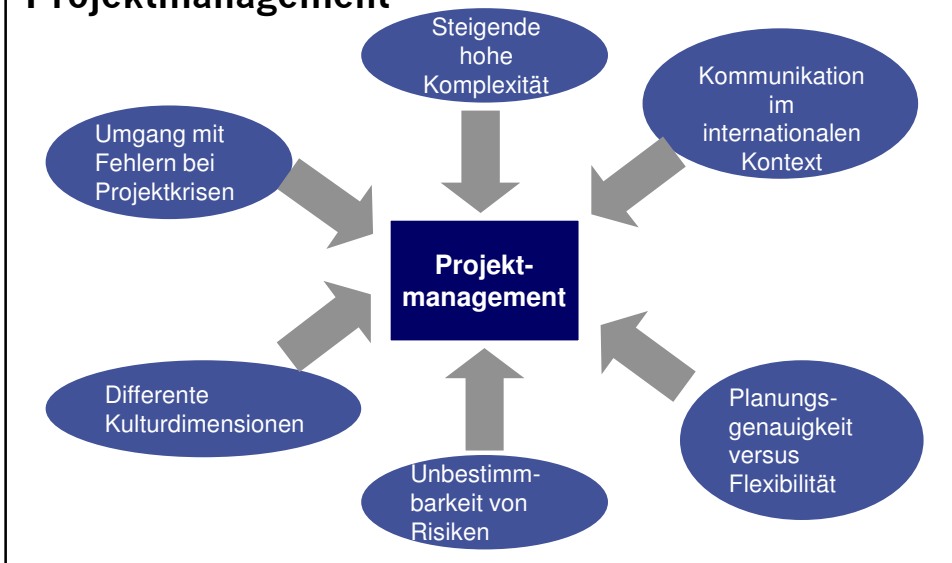 Projektmanagement
Steigende
hohe
Komplexität
Kommunikation
im
internationalen
Kontext
Umgang mit
Fehlern bei
Projektkrisen
Projekt-
management
Differente
Kulturdimensionen
Planungs-
genauigkeit
versus
Flexibilität
Unbestimm-
barkeit von
Risiken